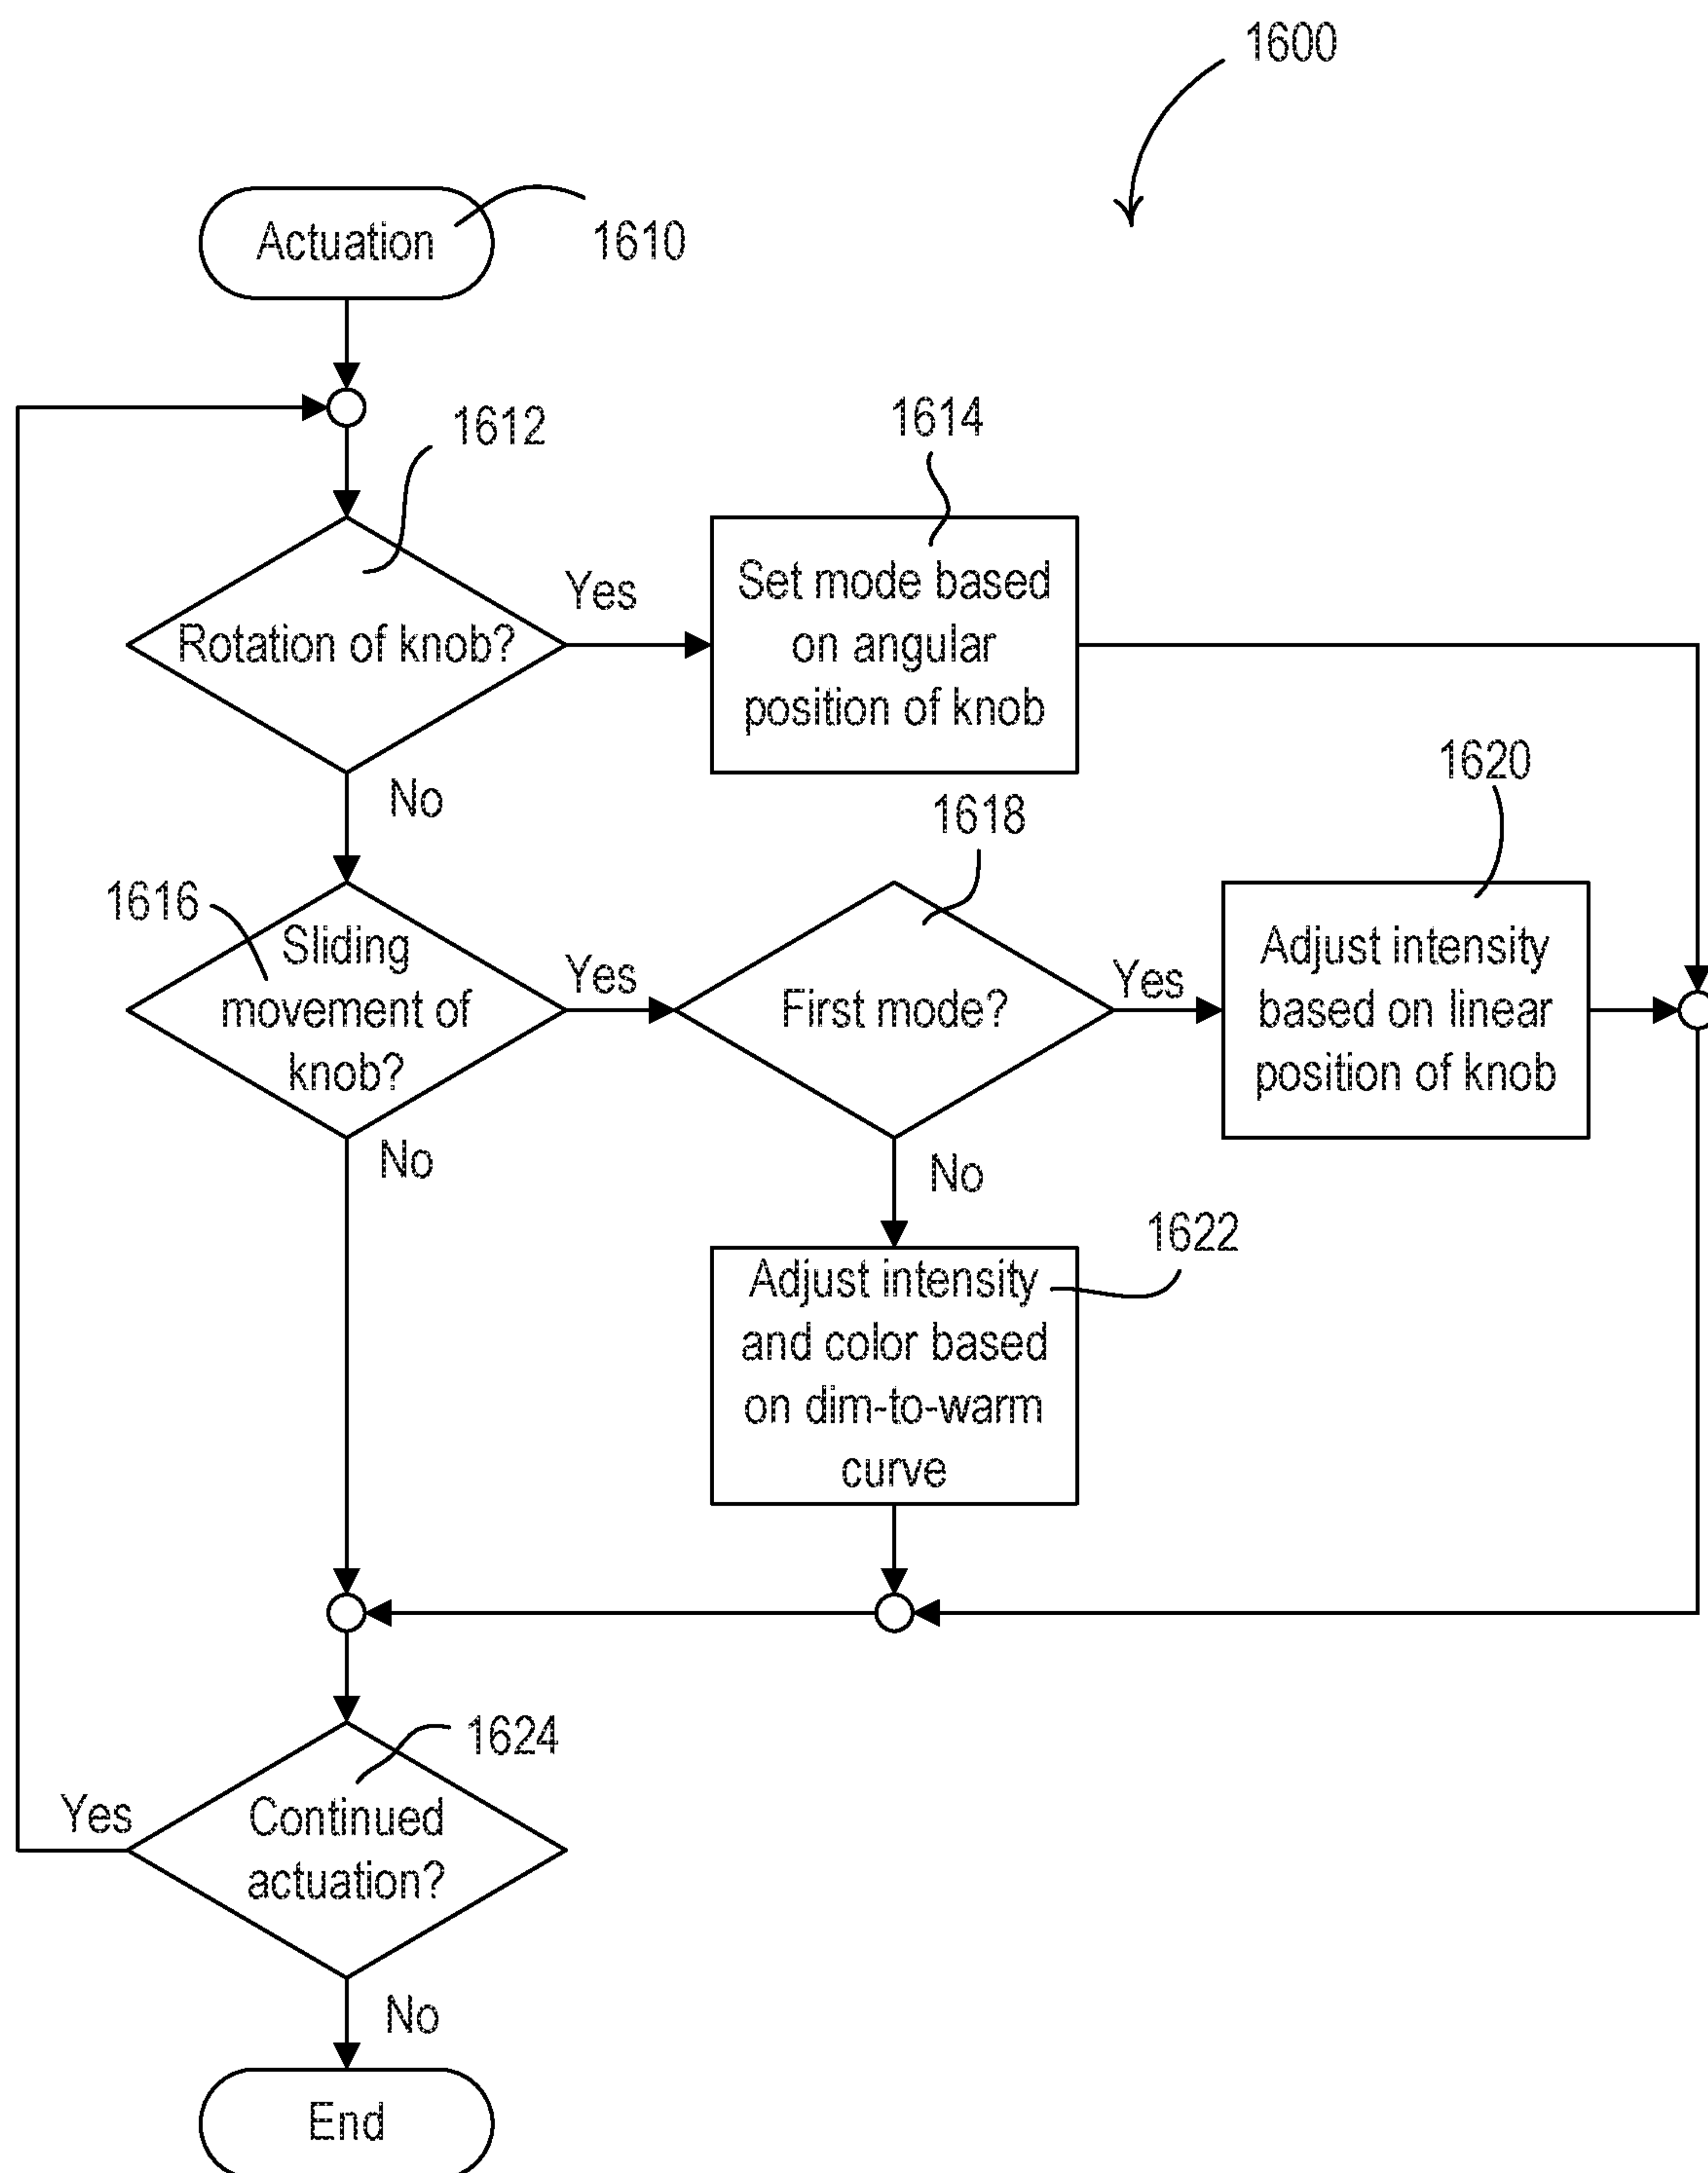 1600
Actuation
1610
1612
1614
Rotation of knob?
Yes
Set mode based
on angular
position of knob
No
1616
Sliding
movement of
knob?
Yes
1618
First mode?
Yes
1620
Adjust intensity
based on linear
position of knob
No
No
1622
Adjust intensity
and color based
on dim-to-warm
curve
1624
Continued
actuation?
Yes
No
End